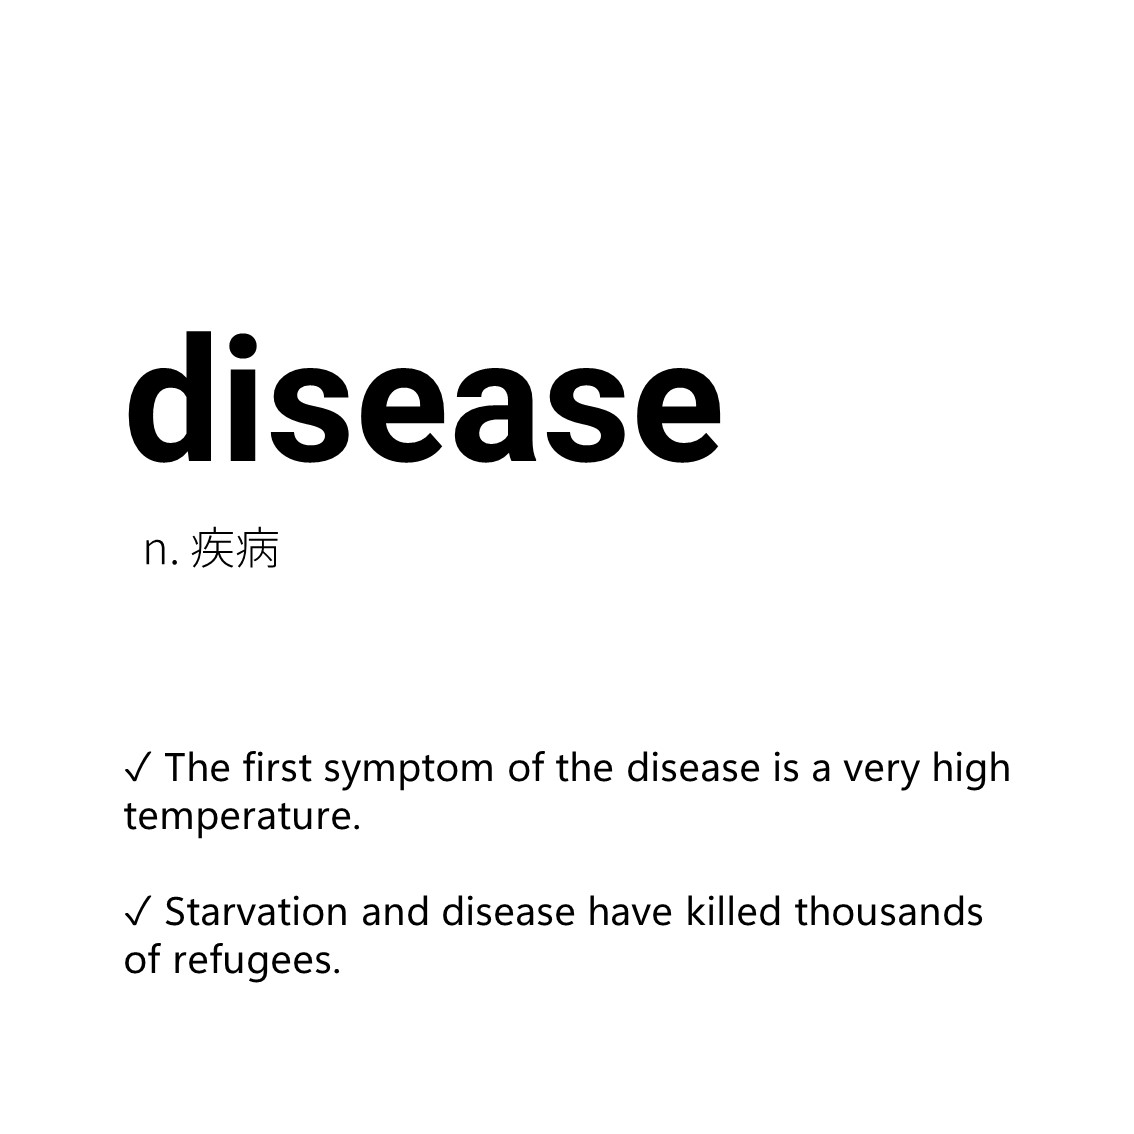 disease
n. 疾病
✓ The first symptom of the disease is a very high
temperature.
✓ Starvation and disease have killed thousands
of refugees.